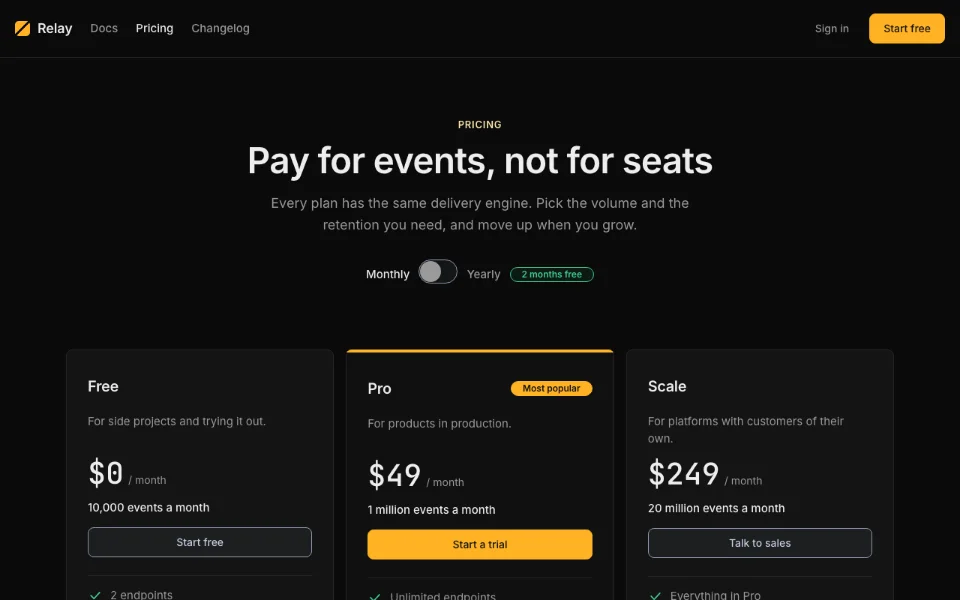 Relay
Docs
Pricing
Changelog
Sign in
Start free
PRICING
Pay for events, not for seats
Every plan has the same delivery engine. Pick the volume and the
retention you need, and move up when you grow.
Monthly
Yearly
2 months free
Free
For side projects and trying it out.
$0 / month
10,000 events a month
Start free
2 endpoints
Pro
Most popular
For products in production.
$49 / month
1 million events a month
Start a trial
Unlimited endpoints
Scale
For platforms with customers of their
own.
$249 / month
20 million events a month
Talk to sales
Everything in Pro